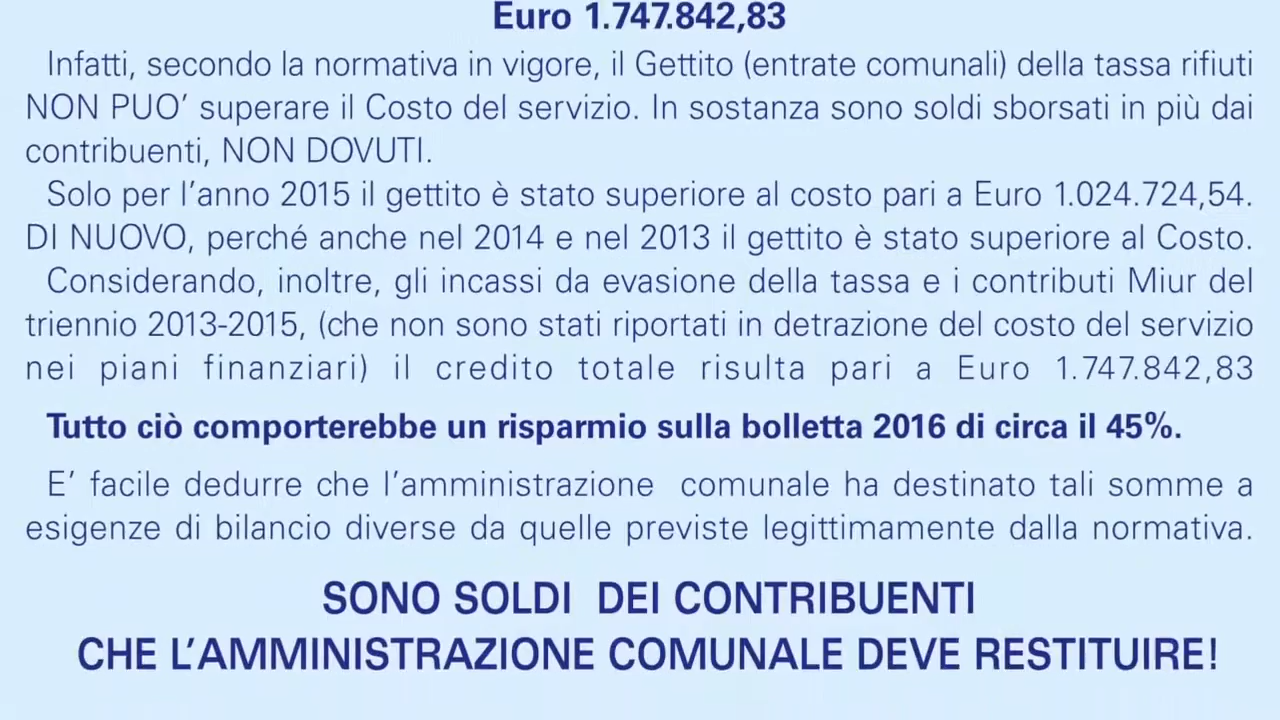 Euro 1.747.842,83
Infatti, secondo la normativa in vigore, il Gettito (entrate comunali) della tassa rifiuti
NON PUO’ superare il Costo del servizio. In sostanza sono soldi sborsati in più dai
contribuenti, NON DOVUTI.
Solo per l’anno 2015 il gettito è stato superiore al costo pari a Euro 1.024.724,54.
DI NUOVO, perché anche nel 2014 e nel 2013 il gettito è stato superiore al Costo.
Considerando, inoltre, gli incassi da evasione della tassa e i contributi Miur del
triennio 2013-2015, (che non sono stati riportati in detrazione del costo del servizio
nei piani finanziari) il credito totale risulta pari a Euro 1.747.842,83
Tutto ciò comporterebbe un risparmio sulla bolletta 2016 di circa il 45%.
E’ facile dedurre che l’amministrazione comunale ha destinato tali somme a
esigenze di bilancio diverse da quelle previste legittimamente dalla normativa.
SONO SOLDI DEI CONTRIBUENTI
CHE L’AMMINISTRAZIONE COMUNALE DEVE RESTITUIRE!